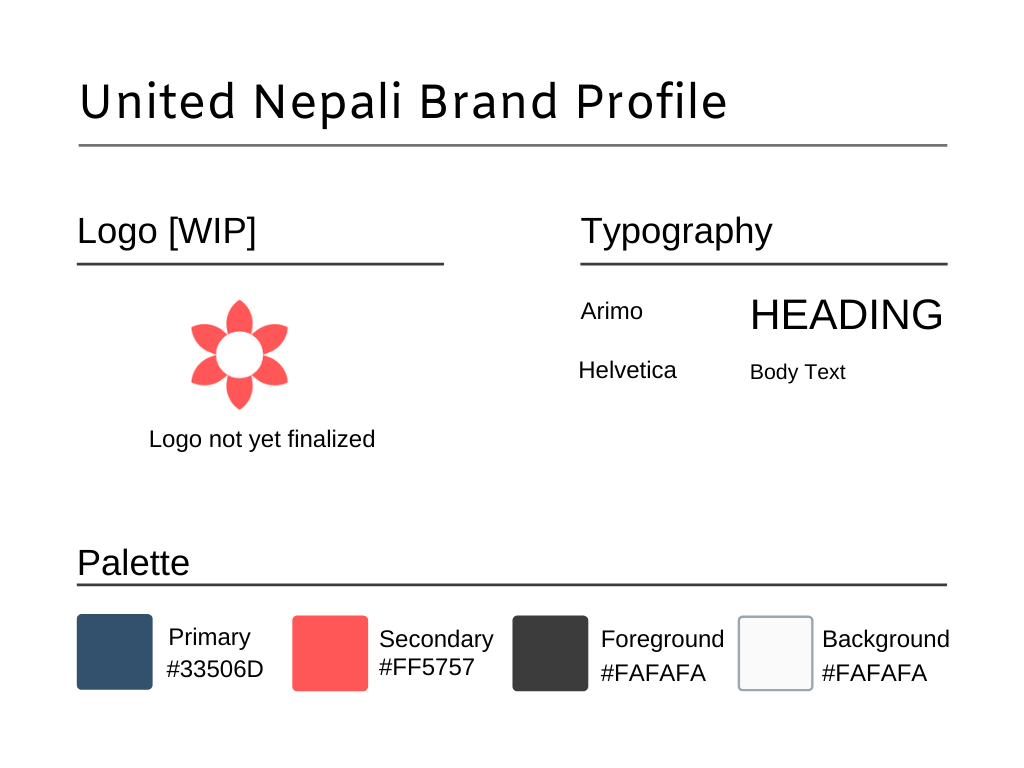 United Nepali Brand Profile
Logo [WIP]
Logo not yet finalized
Typography
Arimo
HEADING
Helvetica
Body Text
Palette
Primary
#33506D
Secondary
#FF5757
Foreground
#FAFAFA
Background
#FAFAFA